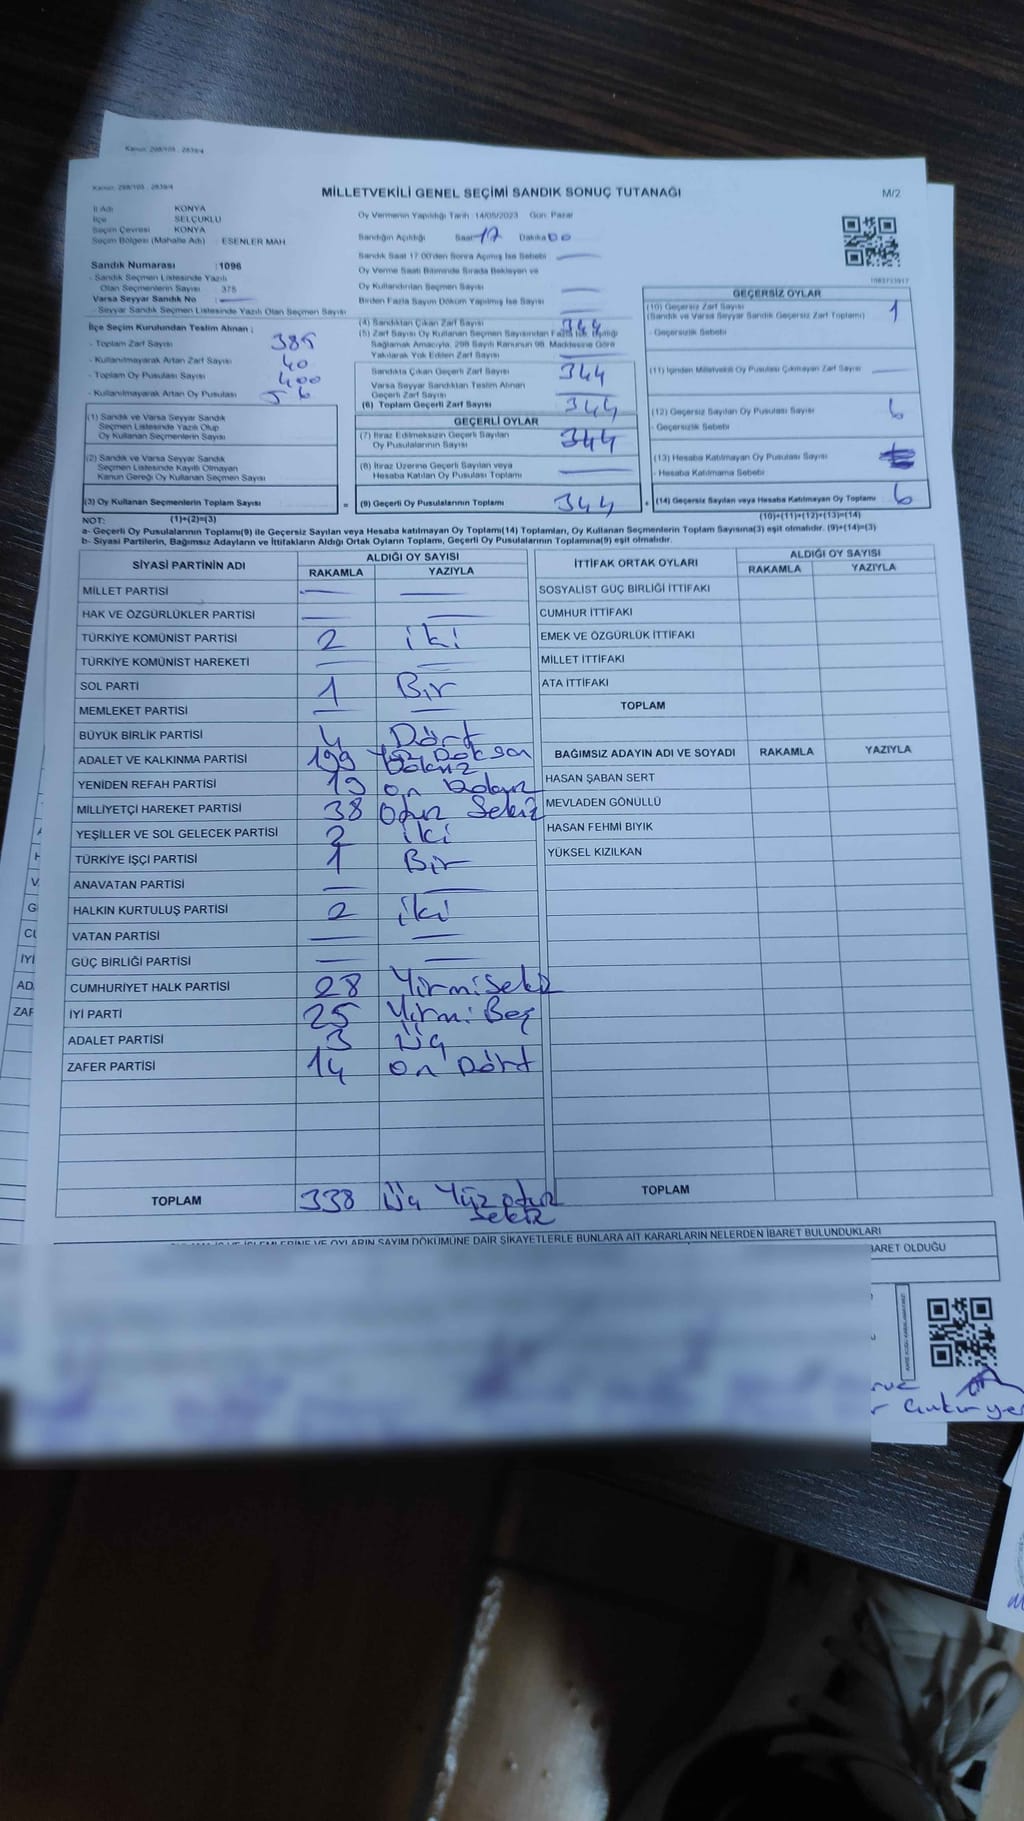 Kanun: 298/105 , 2839/4
Kanun: 298/105 , 2839/4
MİLLETVEKİLİ GENEL SEÇİMİ SANDIK SONUÇ TUTANAĞI
M/2
İl Adı KONYA
İlçe SELÇUKLU
Seçim Çevresi KONYA
Seçim Bölgesi (Mahalle Adı) : ESENLER MAH
Oy Vermenin Yapıldığı Tarih : 14/05/2023 Gün: Pazar
Sandığın Açıldığı Saat 17 Dakika 00
Sandık Saat 17:00'den Sonra Açılmış İse Sebebi
Oy Verme Saati Bitiminde Sırada Bekleyen ve
Oy Kullandırılan Seçmen Sayısı
Birden Fazla Sayım Döküm Yapılmış İse Sayısı
Sandık Numarası : 1096
- Sandık Seçmen Listesinde Yazılı
Olan Seçmenlerin Sayısı 375
Varsa Seyyar Sandık No
- Seyyar Sandık Seçmen Listesinde Yazılı Olan Seçmen Sayısı
İlçe Seçim Kurulundan Teslim Alınan ;
- Toplam Zarf Sayısı 385
- Kullanılmayarak Artan Zarf Sayısı 40
- Toplam Oy Pusulası Sayısı 400
- Kullanılmayarak Artan Oy Pusulası 56
(1) Sandık ve Varsa Seyyar Sandık
Seçmen Listesinde Yazılı Olup
Oy Kullanan Seçmenlerin Sayısı
(2) Sandık ve Varsa Seyyar Sandık
Seçmen Listesinde Kayıtlı Olmayan
Kanun Gereği Oy Kullanan Seçmen Sayısı
(3) Oy Kullanan Seçmenlerin Toplam Sayısı
(4) Sandıktan Çıkan Zarf Sayısı 344
(5) Zarf Sayısı Oy Kullanan Seçmen Sayısından Fazla ise, Eşitliği
Sağlamak Amacıyla, 298 Sayılı Kanunun 98. Maddesine Göre
Yakılarak Yok Edilen Zarf Sayısı
Sandıkta Çıkan Geçerli Zarf Sayısı 344
Varsa Seyyar Sandıktan Teslim Alınan
Geçerli Zarf Sayısı
(6) Toplam Geçerli Zarf Sayısı 344
GEÇERLİ OYLAR
(7) İtiraz Edilmeksizin Geçerli Sayılan
Oy Pusulalarının Sayısı 344
(8) İtiraz Üzerine Geçerli Sayılan veya
Hesaba Katılan Oy Pusulası Toplamı
= (9) Geçerli Oy Pusulalarının Toplamı 344
GEÇERSİZ OYLAR
(10) Geçersiz Zarf Sayısı
(Sandık ve Varsa Seyyar Sandık Geçersiz Zarf Toplamı) 1
- Geçersizlik Sebebi
(11) İçinden Milletvekili Oy Pusulası Çıkmayan Zarf Sayısı
(12) Geçersiz Sayılan Oy Pusulası Sayısı 6
- Geçersizlik Sebebi
(13) Hesaba Katılmayan Oy Pusulası Sayısı
- Hesaba Katılmama Sebebi
+ (14) Geçersiz Sayılan veya Hesaba Katılmayan Oy Toplamı 6
NOT: (1)+(2)=(3)
(10)+(11)+(12)+(13)=(14)
a- Geçerli Oy Pusulalarının Toplamı(9) ile Geçersiz Sayılan veya Hesaba katılmayan Oy Toplamı(14) Toplamları, Oy Kullanan Seçmenlerin Toplam Sayısına(3) eşit olmalıdır. (9)+(14)=(3)
b- Siyasi Partilerin, Bağımsız Adayların ve İttifakların Aldığı Ortak Oyların Toplamı, Geçerli Oy Pusulalarının Toplamına(9) eşit olmalıdır.
SİYASİ PARTİNİN ADI ALDIĞI OY SAYISI
RAKAMLA YAZIYLA
MİLLET PARTİSİ
HAK VE ÖZGÜRLÜKLER PARTİSİ
TÜRKİYE KOMÜNİST PARTİSİ 2 iki
TÜRKİYE KOMÜNİST HAREKETİ
SOL PARTİ 1 Bir
MEMLEKET PARTİSİ
BÜYÜK BİRLİK PARTİSİ 4 Dört
ADALET VE KALKINMA PARTİSİ 199 Yüz Doksan
Dokuz
YENİDEN REFAH PARTİSİ 19 on Dokuz
MİLLİYETÇİ HAREKET PARTİSİ 38 Otuz Sekiz
YEŞİLLER VE SOL GELECEK PARTİSİ 2 iki
TÜRKİYE İŞÇİ PARTİSİ 1 Bir
ANAVATAN PARTİSİ
HALKIN KURTULUŞ PARTİSİ 2 iki
VATAN PARTİSİ
GÜÇ BİRLİĞİ PARTİSİ
CUMHURİYET HALK PARTİSİ 28 Yirmi Sekiz
İYİ PARTİ 25 Yirmi Beş
ADALET PARTİSİ 3 Üç
ZAFER PARTİSİ 14 on Dört
TOPLAM 338 Üç Yüz otuz
Sekiz
İTTİFAK ORTAK OYLARI ALDIĞI OY SAYISI
RAKAMLA YAZIYLA
SOSYALİST GÜÇ BİRLİĞİ İTTİFAKI
CUMHUR İTTİFAKI
EMEK VE ÖZGÜRLÜK İTTİFAKI
MİLLET İTTİFAKI
ATA İTTİFAKI
TOPLAM
BAĞIMSIZ ADAYIN ADI VE SOYADI RAKAMLA YAZIYLA
HASAN ŞABAN SERT
MEVLADEN GÖNÜLLÜ
HASAN FEHMİ BIYIK
YÜKSEL KIZILKAN
TOPLAM
OYLARIN SAYIM DÖKÜMÜNE DAİR ŞİKAYETLERLE BUNLARA AİT KARARLARIN NELERDEN İBARET BULUNDUKLARI
BARET OLDUĞU